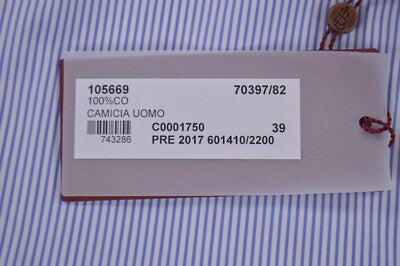 105669 70397/82
100%CO
CAMICIA UOMO
C0001750 39
743286 PRE 2017 601410/2200